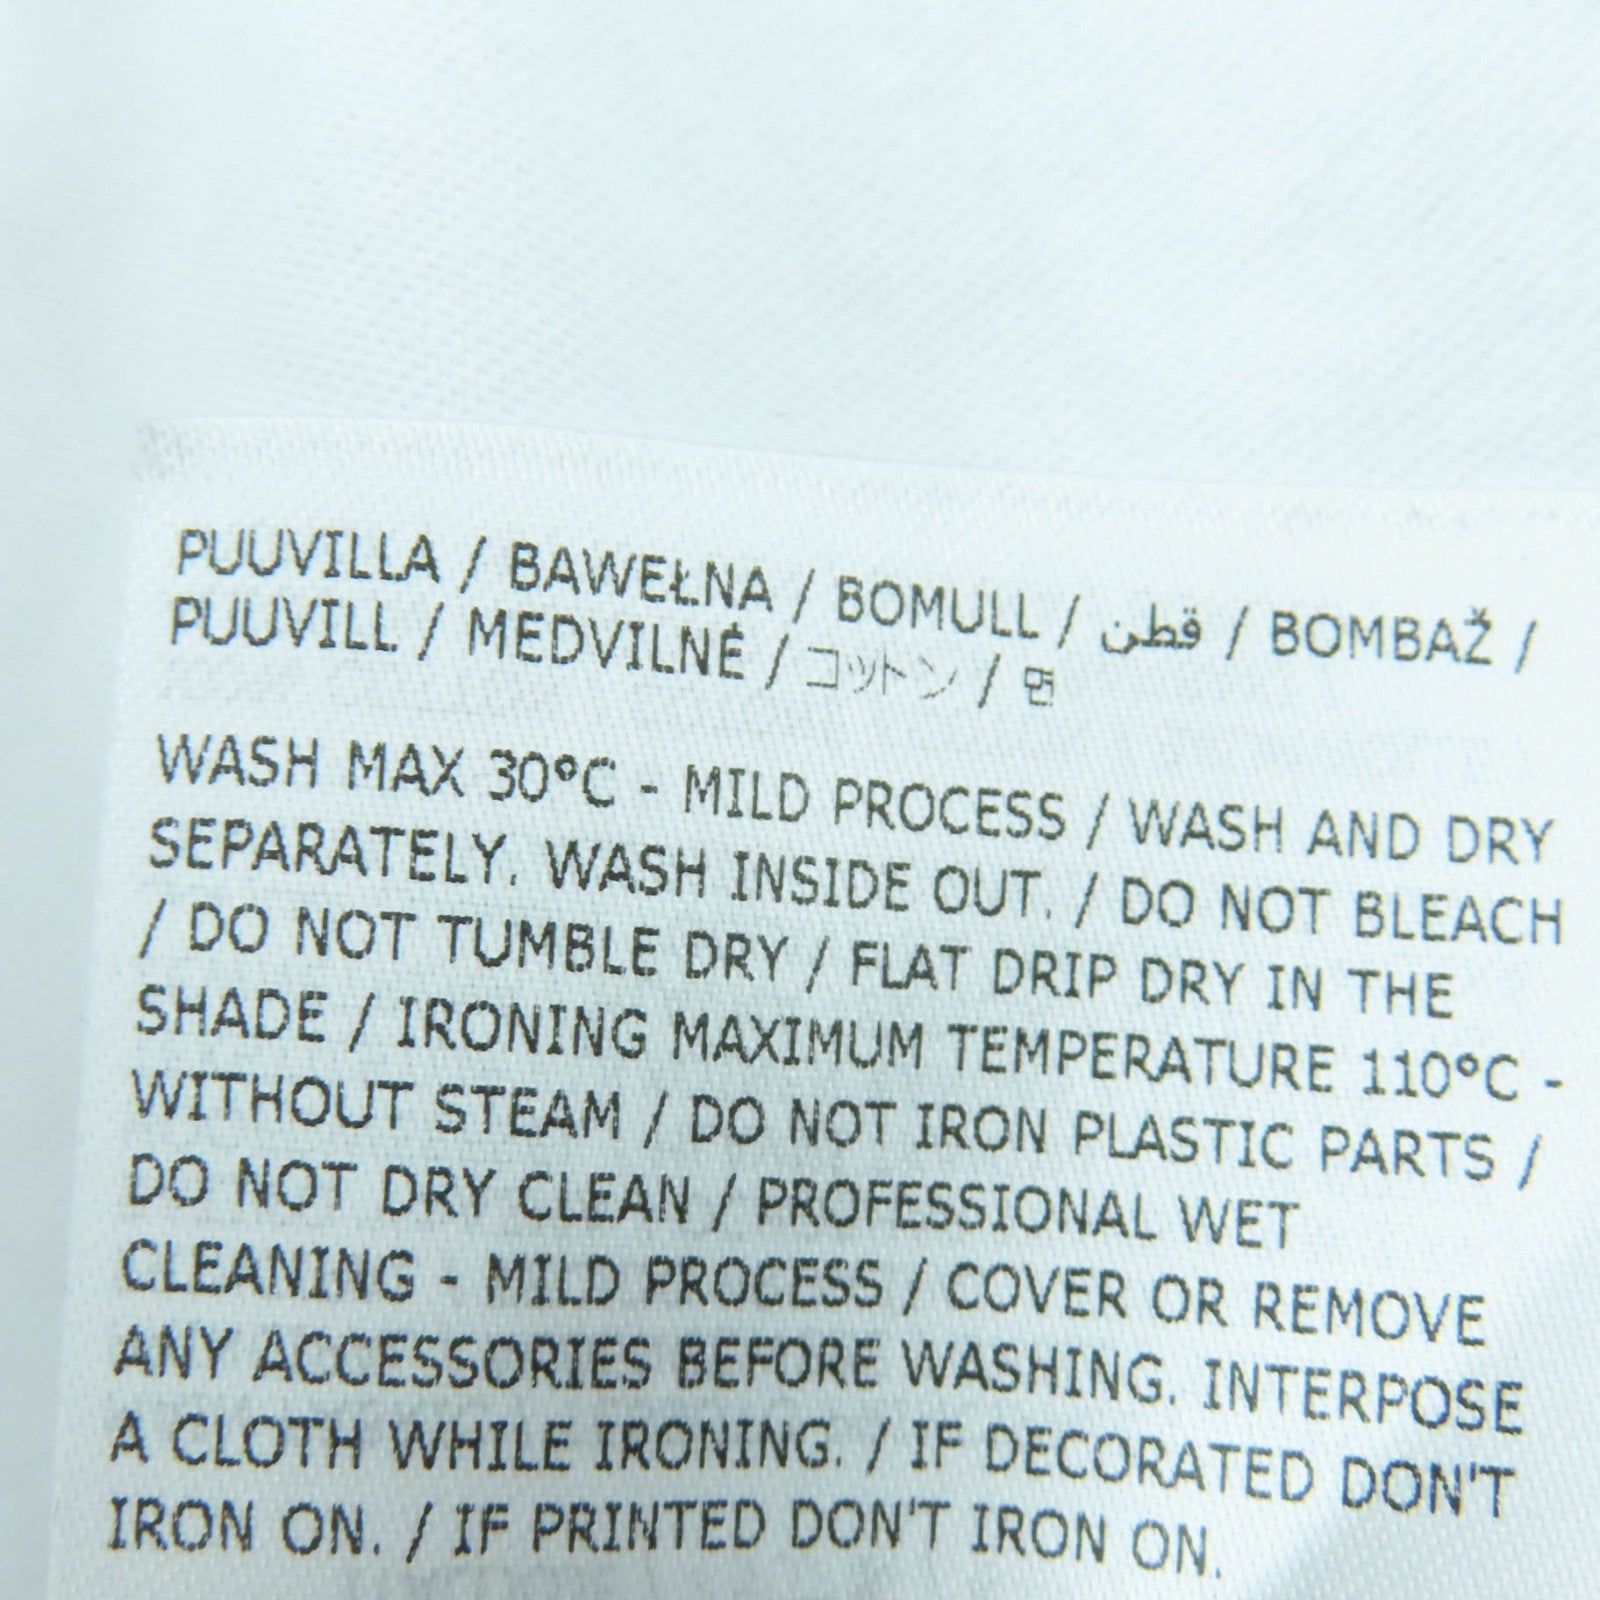 PUUVILLA / BAWEŁNA / BOMULL / قطن / BOMBAŽ /
PUUVILL / MEDVILNĖ / コットン / 면
WASH MAX 30°C - MILD PROCESS / WASH AND DRY
SEPARATELY. WASH INSIDE OUT. / DO NOT BLEACH
/ DO NOT TUMBLE DRY / FLAT DRIP DRY IN THE
SHADE / IRONING MAXIMUM TEMPERATURE 110°C -
WITHOUT STEAM / DO NOT IRON PLASTIC PARTS /
DO NOT DRY CLEAN / PROFESSIONAL WET
CLEANING - MILD PROCESS / COVER OR REMOVE
ANY ACCESSORIES BEFORE WASHING. INTERPOSE
A CLOTH WHILE IRONING. / IF DECORATED DON'T
IRON ON. / IF PRINTED DON'T IRON ON.